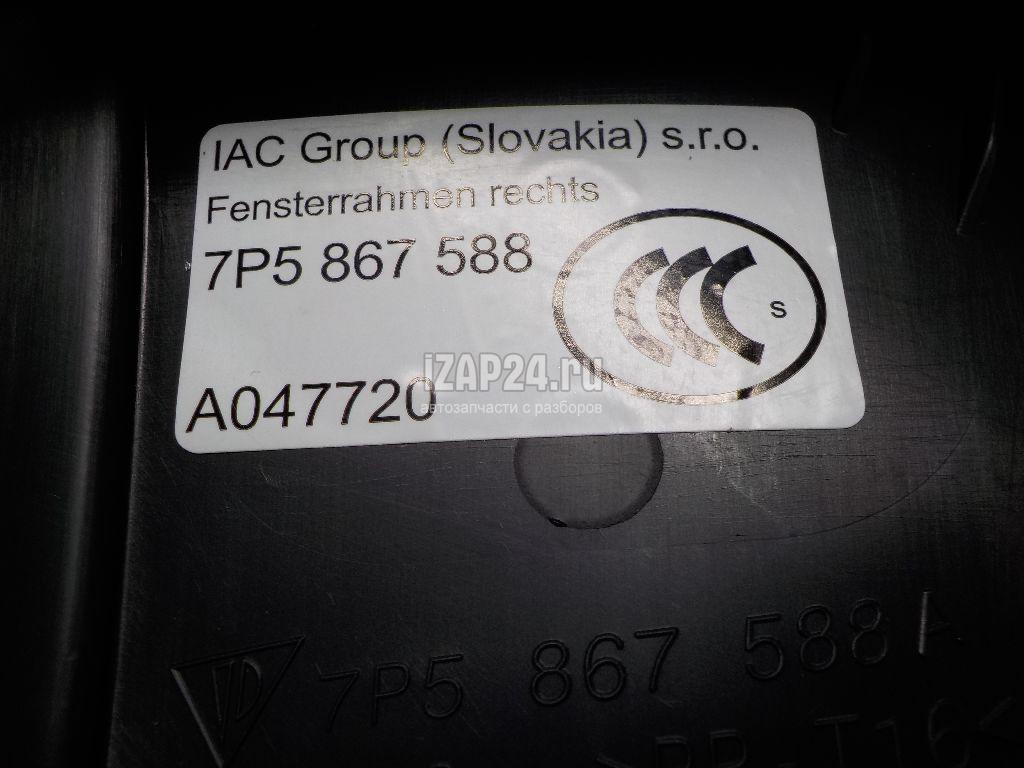 IAC Group (Slovakia) s.r.o.
Fensterrahmen rechts
7P5 867 588
S
A047720
iZAP24.ru
автозапчасти с разборов
7P5 867 588 A